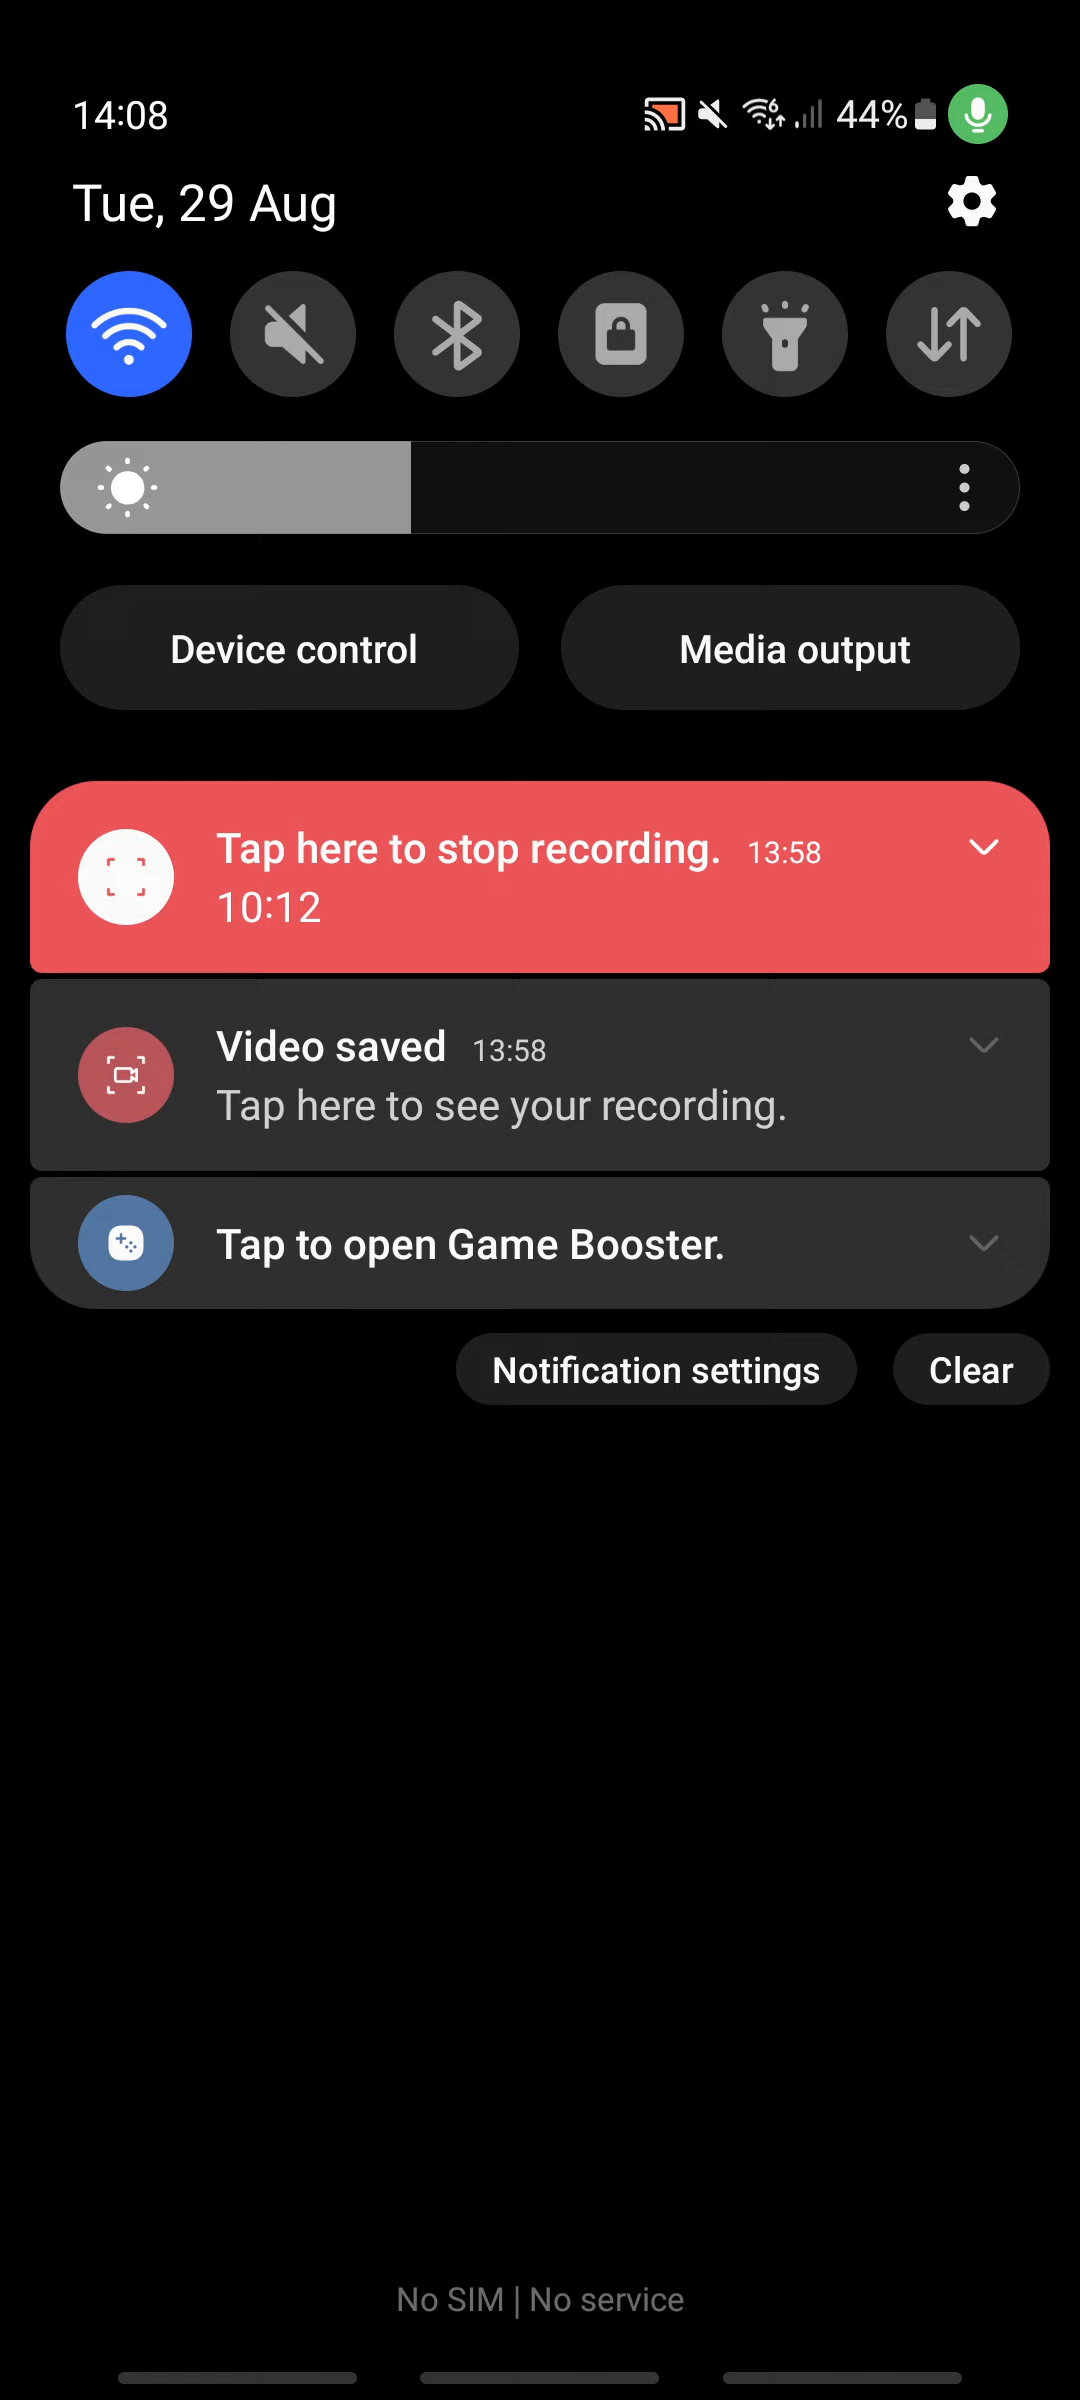 14:08
44%
Tue, 29 Aug
Device control
Media output
Tap here to stop recording. 13:58
10:12
Video saved 13:58
Tap here to see your recording.
Tap to open Game Booster.
Notification settings
Clear
No SIM | No service